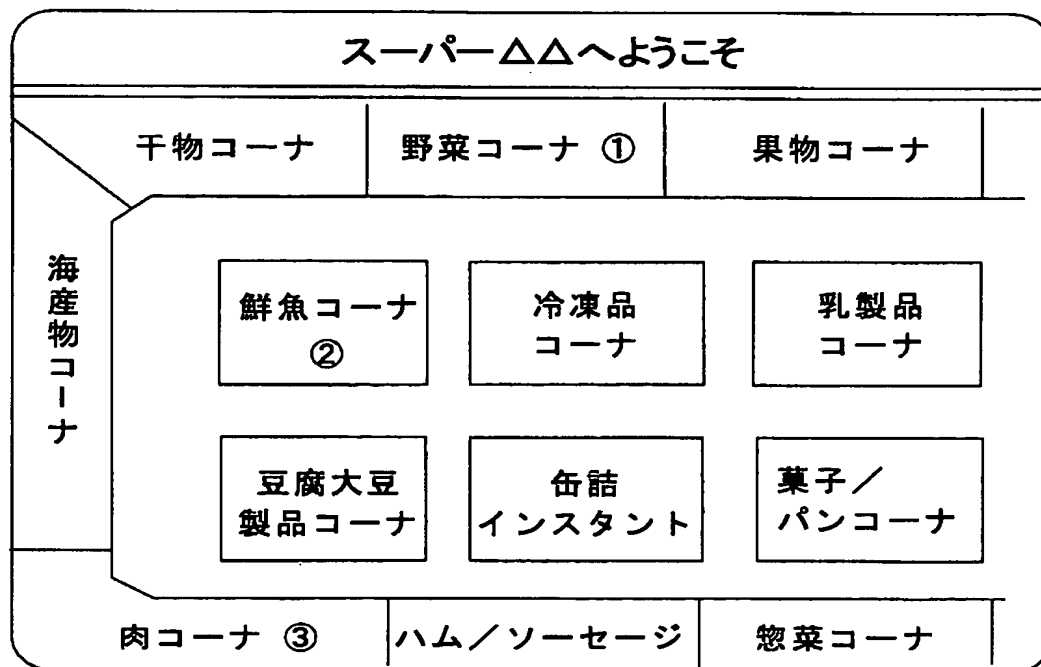 スーパー△△へようこそ
干物コーナ
野菜コーナ ①
果物コーナ
海産物コーナ
鮮魚コーナ
②
冷凍品
コーナ
乳製品
コーナ
豆腐大豆
製品コーナ
缶詰
インスタント
菓子／
パンコーナ
肉コーナ ③
ハム／ソーセージ
惣菜コーナ